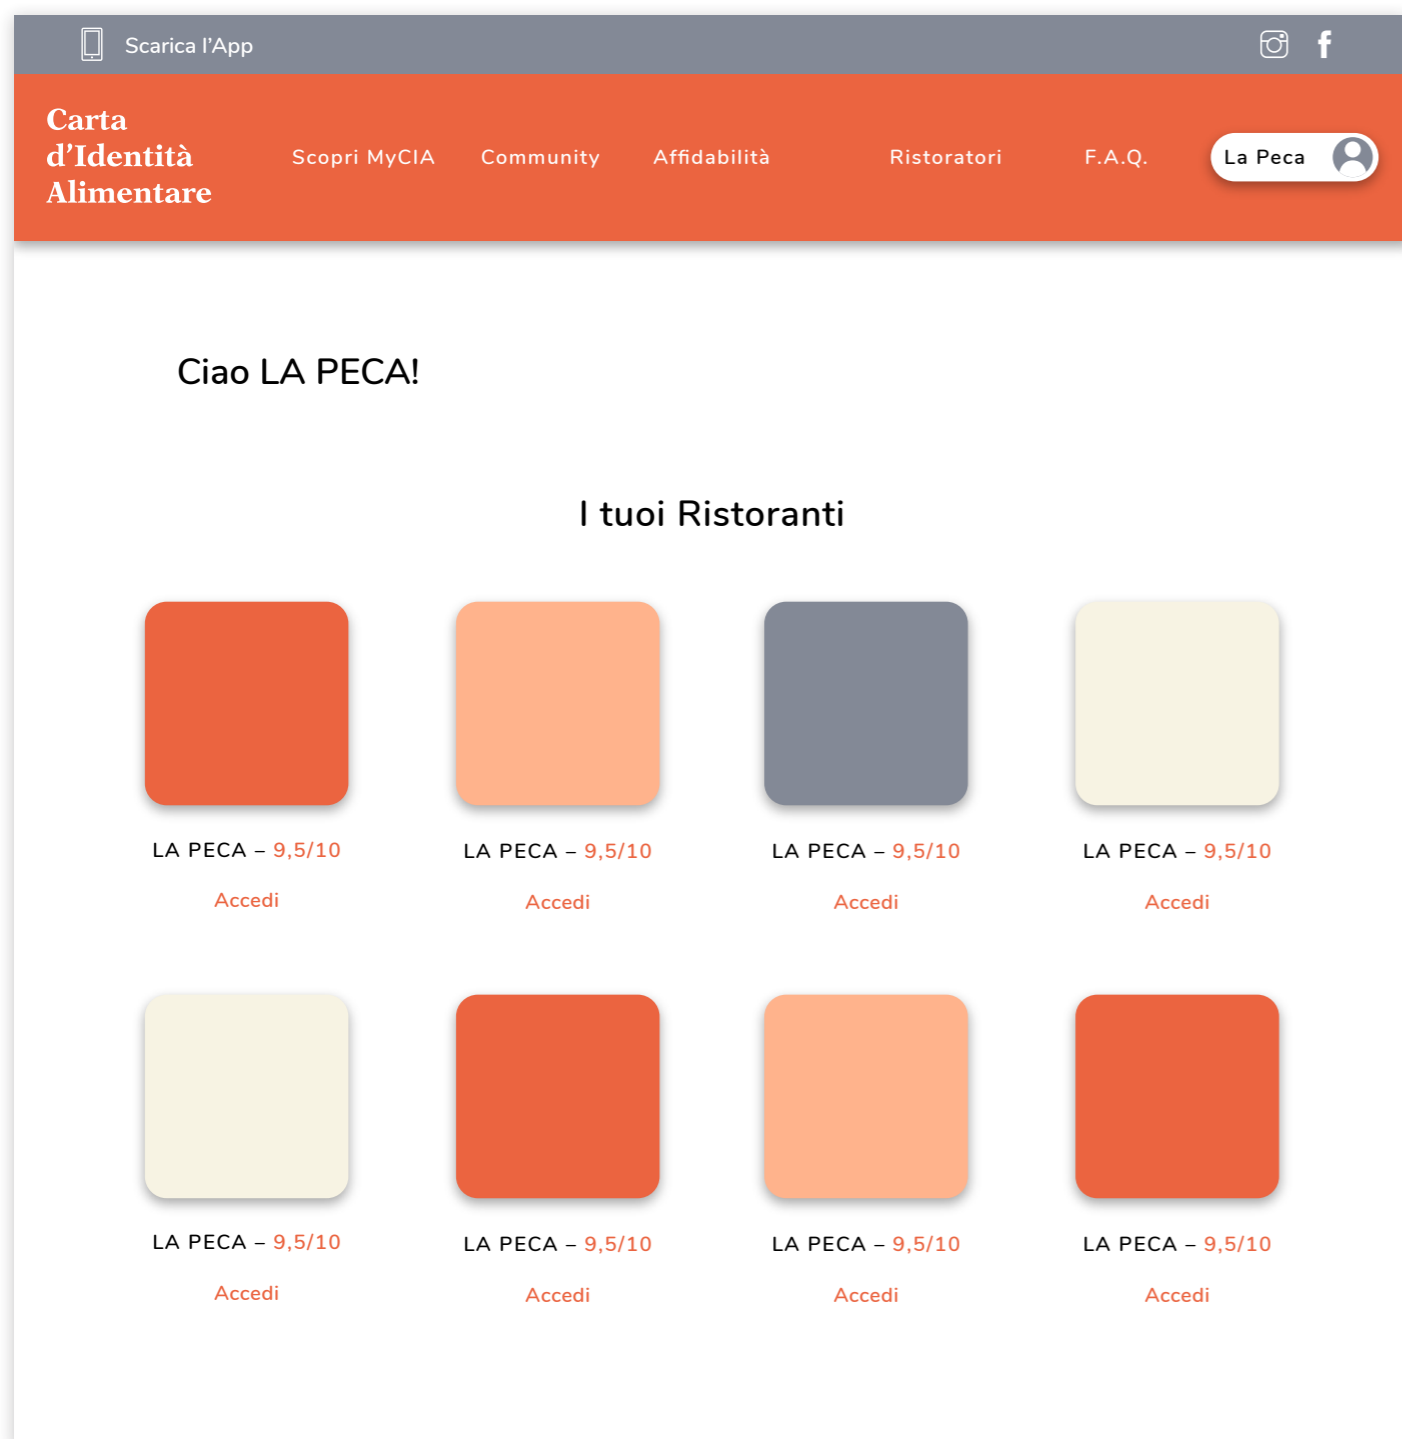 Scarica l'App
Carta
d'Identità
Alimentare
Scopri MyCIA
Community
Affidabilità
Ristoratori
F.A.Q.
La Peca
Ciao LA PECA!
I tuoi Ristoranti
LA PECA – 9,5/10
Accedi
LA PECA – 9,5/10
Accedi
LA PECA – 9,5/10
Accedi
LA PECA – 9,5/10
Accedi
LA PECA – 9,5/10
Accedi
LA PECA – 9,5/10
Accedi
LA PECA – 9,5/10
Accedi
LA PECA – 9,5/10
Accedi